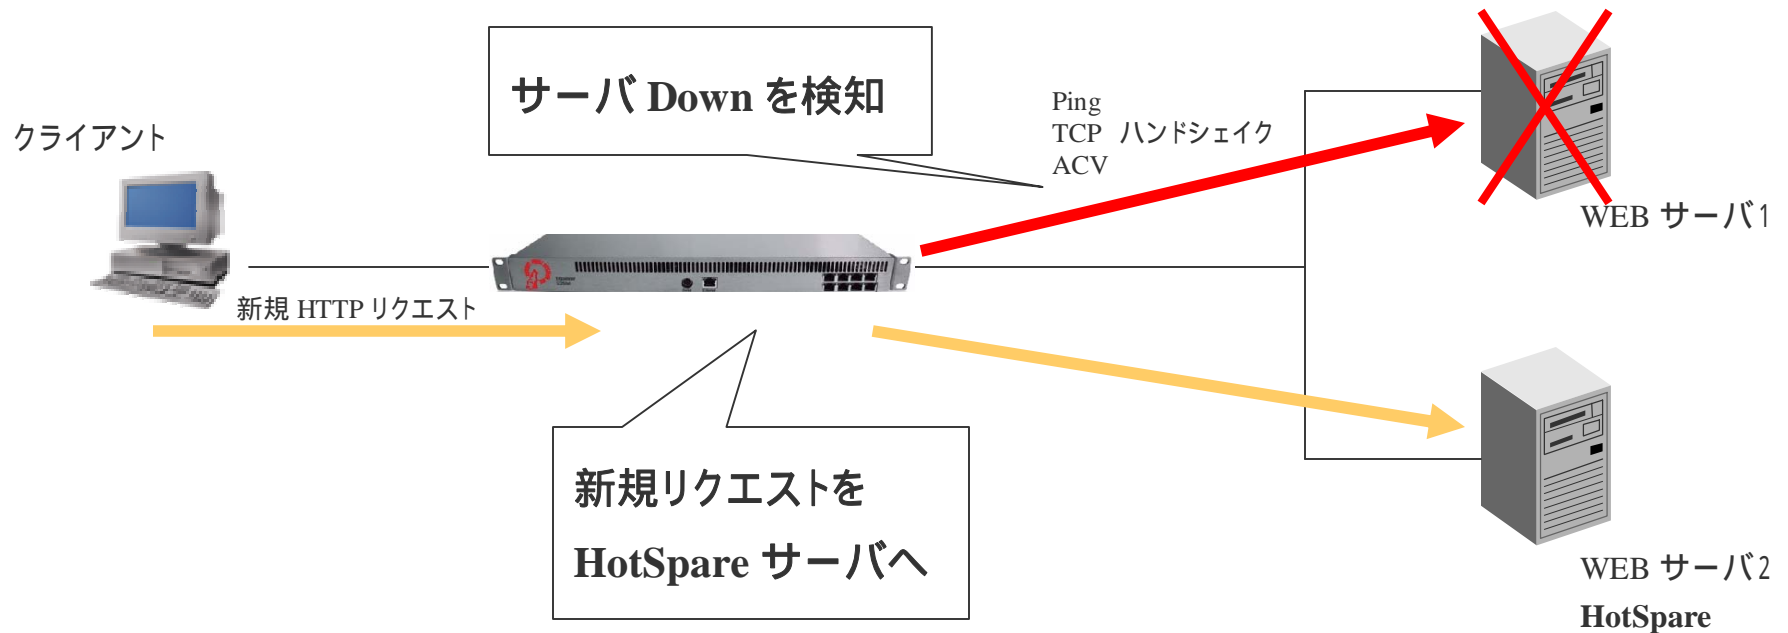 サーバ Down を検知
Ping
TCP ハンドシェイク
ACV
クライアント
WEB サーバ1
新規 HTTP リクエスト
新規リクエストを
HotSpare サーバへ
WEB サーバ2
HotSpare